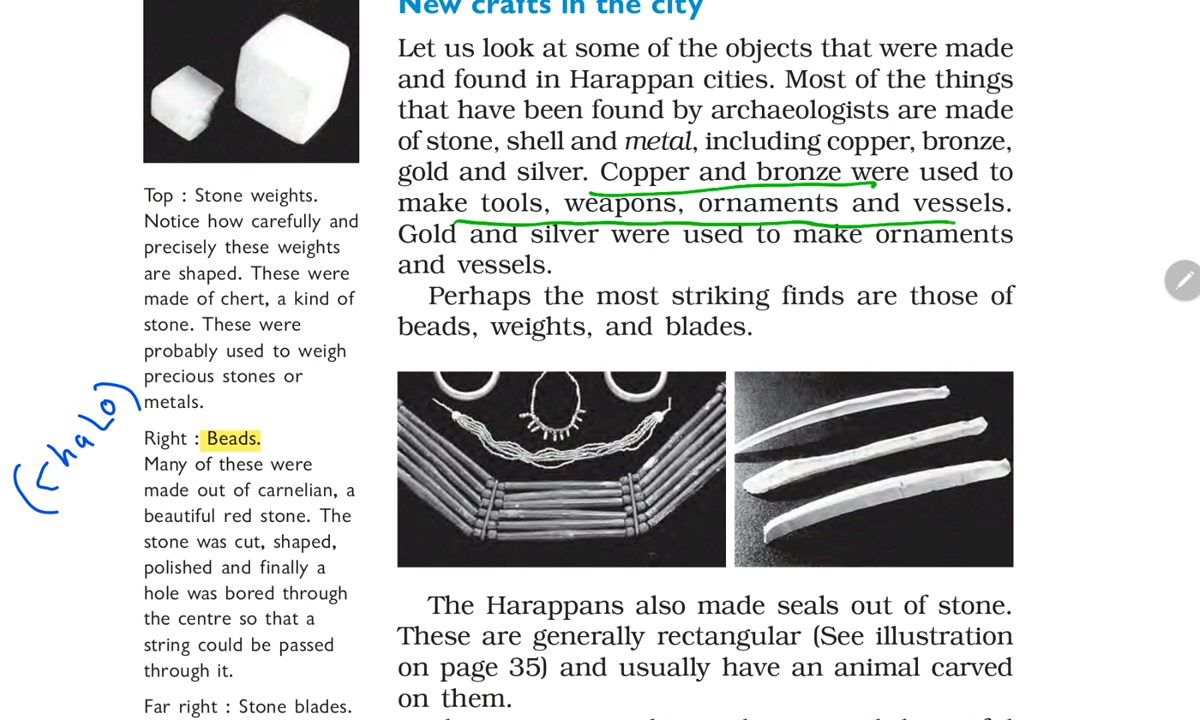 New crafts in the city
Let us look at some of the objects that were made
and found in Harappan cities. Most of the things
that have been found by archaeologists are made
of stone, shell and metal, including copper, bronze,
gold and silver. Copper and bronze were used to
make tools, weapons, ornaments and vessels.
Gold and silver were used to make ornaments
and vessels.
Perhaps the most striking finds are those of
beads, weights, and blades.
Top : Stone weights.
Notice how carefully and
precisely these weights
are shaped. These were
made of chert, a kind of
stone. These were
probably used to weigh
precious stones or
metals.
(Chalo)
Right : Beads.
Many of these were
made out of carnelian, a
beautiful red stone. The
stone was cut, shaped,
polished and finally a
hole was bored through
the centre so that a
string could be passed
through it.
Far right : Stone blades.
The Harappans also made seals out of stone.
These are generally rectangular (See illustration
on page 35) and usually have an animal carved
on them.